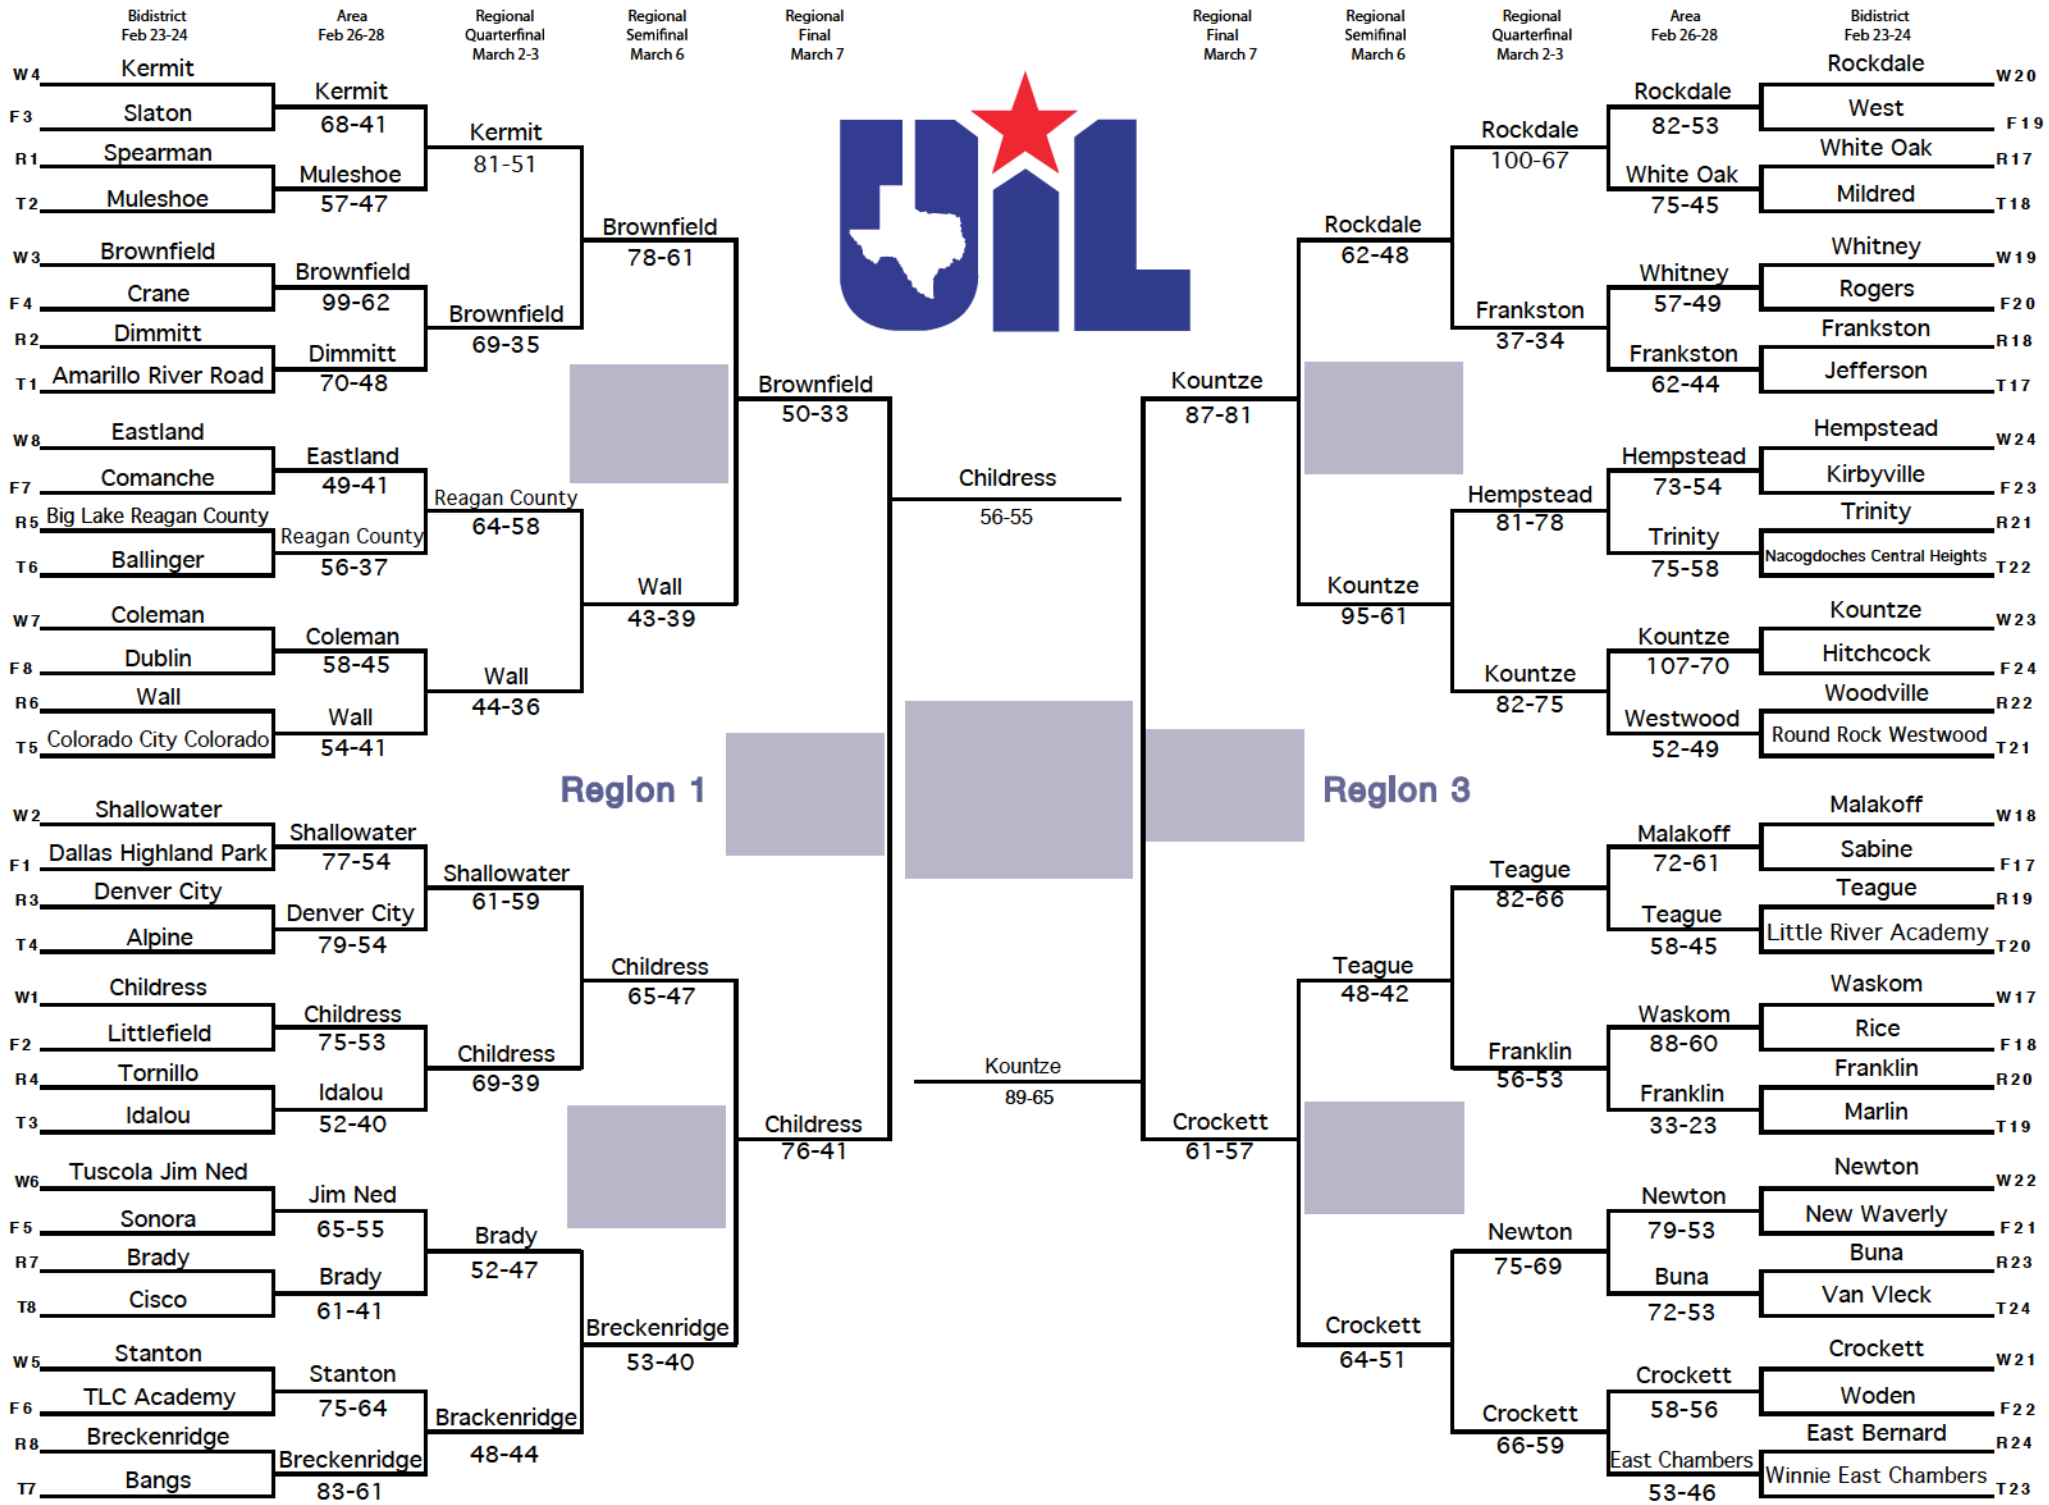 Bidistrict
Feb 23-24
Area
Feb 26-28
Regional
Quarterfinal
March 2-3
Regional
Semifinal
March 6
Regional
Final
March 7
Regional
Final
March 7
Regional
Semifinal
March 6
Regional
Quarterfinal
March 2-3
Area
Feb 26-28
Bidistrict
Feb 23-24
UIL
W4
Kermit
F3
Slaton
R1
Spearman
T2
Muleshoe
W3
Brownfield
F4
Crane
R2
Dimmitt
T1
Amarillo River Road
W8
Eastland
F7
Comanche
R5
Big Lake Reagan County
T6
Ballinger
W7
Coleman
F8
Dublin
R6
Wall
T5
Colorado City Colorado
W2
Shallowater
F1
Dallas Highland Park
R3
Denver City
T4
Alpine
W1
Childress
F2
Littlefield
R4
Tornillo
T3
Idalou
W6
Tuscola Jim Ned
F5
Sonora
R7
Brady
T8
Cisco
W5
Stanton
F6
TLC Academy
R8
Breckenridge
T7
Bangs
Kermit
68-41
Muleshoe
57-47
Brownfield
99-62
Dimmitt
70-48
Eastland
49-41
Reagan County
56-37
Coleman
58-45
Wall
54-41
Shallowater
77-54
Denver City
79-54
Childress
75-53
Idalou
52-40
Jim Ned
65-55
Brady
61-41
Stanton
75-64
Breckenridge
83-61
Kermit
81-51
Brownfield
69-35
Reagan County
64-58
Wall
44-36
Shallowater
61-59
Childress
69-39
Brady
52-47
Brackenridge
48-44
Brownfield
78-61
Wall
43-39
Childress
65-47
Breckenridge
53-40
Brownfield
50-33
Childress
76-41
Region 1
Childress
56-55
Kountze
89-65
Region 3
Kountze
87-81
Crockett
61-57
Rockdale
62-48
Kountze
95-61
Teague
48-42
Crockett
64-51
Rockdale
100-67
Frankston
37-34
Hempstead
81-78
Kountze
82-75
Teague
82-66
Franklin
56-53
Newton
75-69
Crockett
66-59
Rockdale
82-53
White Oak
75-45
Whitney
57-49
Frankston
62-44
Hempstead
73-54
Trinity
75-58
Kountze
107-70
Westwood
52-49
Malakoff
72-61
Teague
58-45
Waskom
88-60
Franklin
33-23
Newton
79-53
Buna
72-53
Crockett
58-56
East Chambers
53-46
Rockdale
W20
West
F19
White Oak
R17
Mildred
T18
Whitney
W19
Rogers
F20
Frankston
R18
Jefferson
T17
Hempstead
W24
Kirbyville
F23
Trinity
R21
Nacogdoches Central Heights
T22
Kountze
W23
Hitchcock
F24
Woodville
R22
Round Rock Westwood
T21
Malakoff
W18
Sabine
F17
Teague
R19
Little River Academy
T20
Waskom
W17
Rice
F18
Franklin
R20
Marlin
T19
Newton
W22
New Waverly
F21
Buna
R23
Van Vleck
T24
Crockett
W21
Woden
F22
East Bernard
R24
Winnie East Chambers
T23